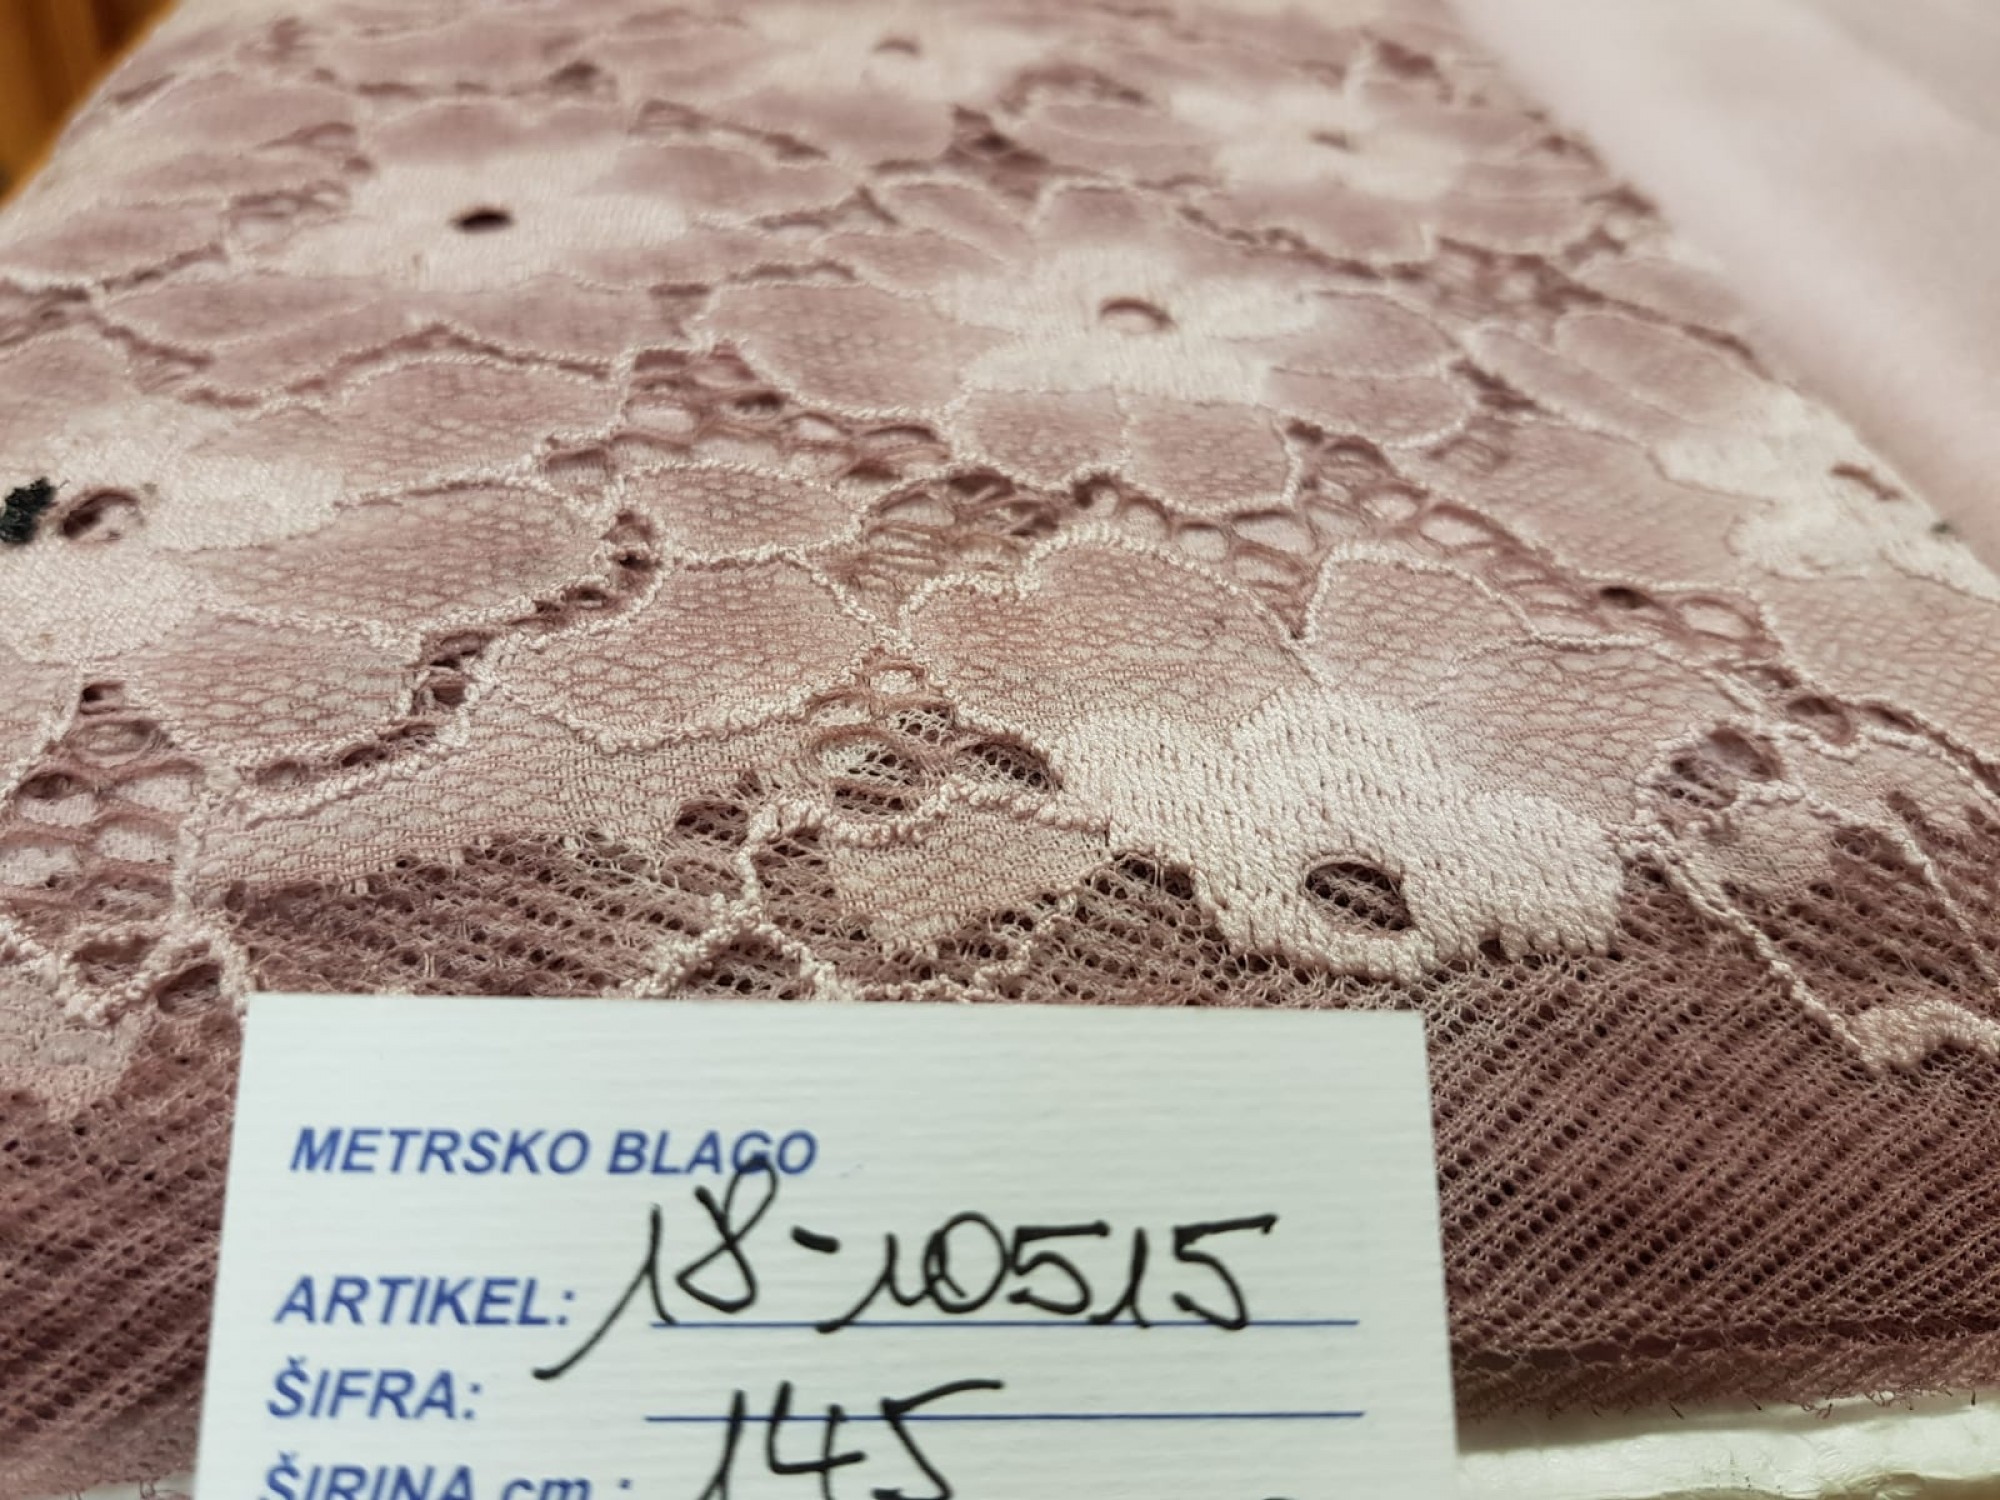 METRSKO BLAGO
ARTIKEL: 18-10515
ŠIFRA:
ŠIRINA cm.: 145